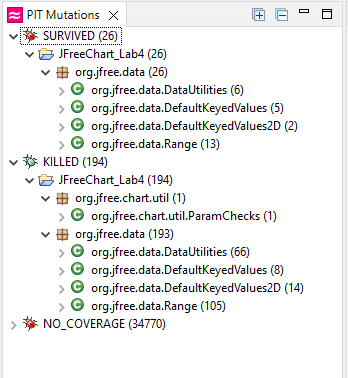 PIT Mutations
SURVIVED (26)
JFreeChart_Lab4 (26)
org.jfree.data (26)
org.jfree.data.DataUtilities (6)
org.jfree.data.DefaultKeyedValues (5)
org.jfree.data.DefaultKeyedValues2D (2)
org.jfree.data.Range (13)
KILLED (194)
JFreeChart_Lab4 (194)
org.jfree.chart.util (1)
org.jfree.chart.util.ParamChecks (1)
org.jfree.data (193)
org.jfree.data.DataUtilities (66)
org.jfree.data.DefaultKeyedValues (8)
org.jfree.data.DefaultKeyedValues2D (14)
org.jfree.data.Range (105)
NO_COVERAGE (34770)